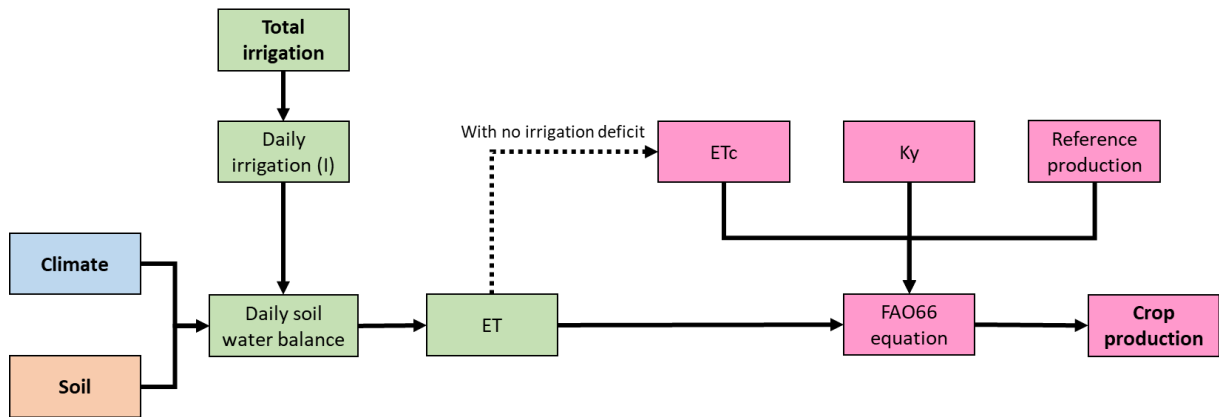 Total
irrigation
Daily
irrigation (I)
With no irrigation deficit
ETc
Ky
Reference
production
Climate
Soil
Daily soil
water balance
ET
FAO66
equation
Crop
production